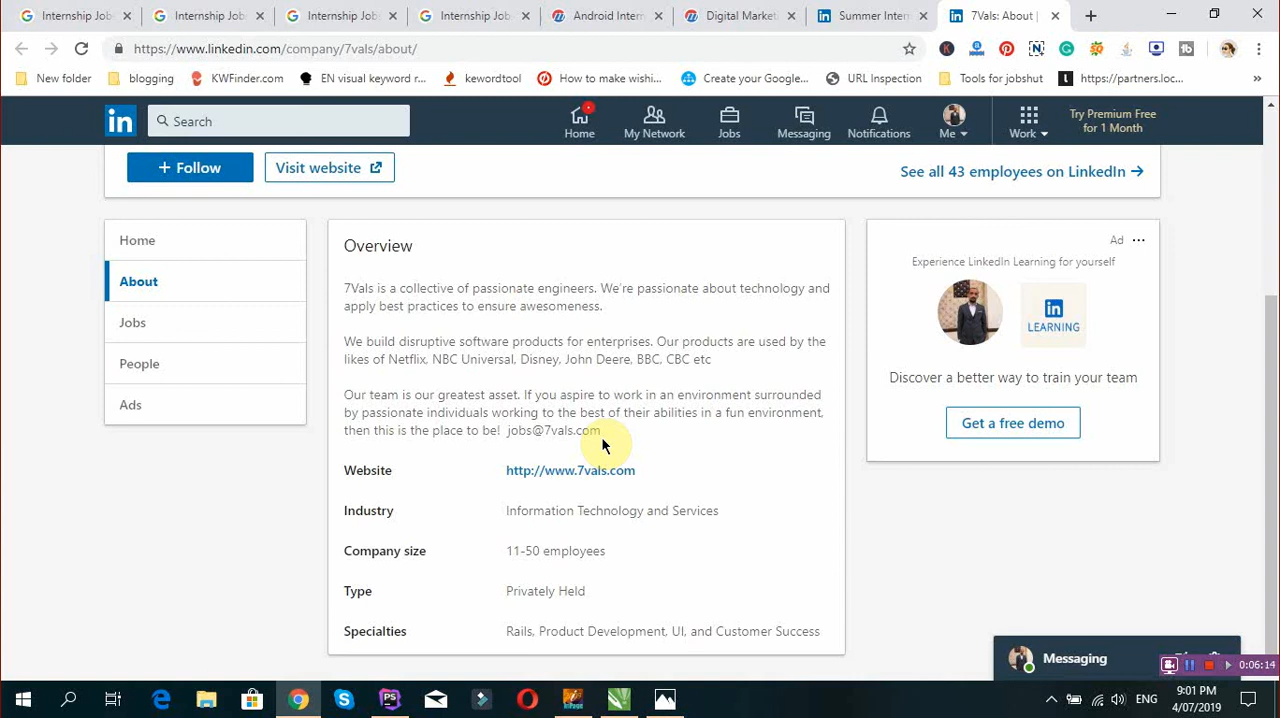 Internship Job
Internship Job
Internship Job
Internship Job
Android Inter
Digital Market
Summer Intern
7Vals: About |
https://www.linkedin.com/company/7vals/about/
New folder
blogging
KWFinder.com
EN visual keyword r...
kewordtool
How to make wishi...
Create your Google...
URL Inspection
Tools for jobshut
https://partners.loc...
»
in
Search
Home
My Network
Jobs
Messaging
Notifications
Me
Work
Try Premium Free
for 1 Month
+ Follow
Visit website
See all 43 employees on LinkedIn →
Home
About
Jobs
People
Ads
Overview
7Vals is a collective of passionate engineers. We're passionate about technology and
apply best practices to ensure awesomeness.
We build disruptive software products for enterprises. Our products are used by the
likes of Netflix, NBC Universal, Disney, John Deere, BBC, CBC etc
Our team is our greatest asset. If you aspire to work in an environment surrounded
by passionate individuals working to the best of their abilities in a fun environment,
then this is the place to be! jobs@7vals.com
Website http://www.7vals.com
Industry Information Technology and Services
Company size 11-50 employees
Type Privately Held
Specialties Rails, Product Development, UI, and Customer Success
Ad ...
Experience LinkedIn Learning for yourself
in
LEARNING
Discover a better way to train your team
Get a free demo
Messaging
0:06:14
ENG
9:01 PM
4/07/2019